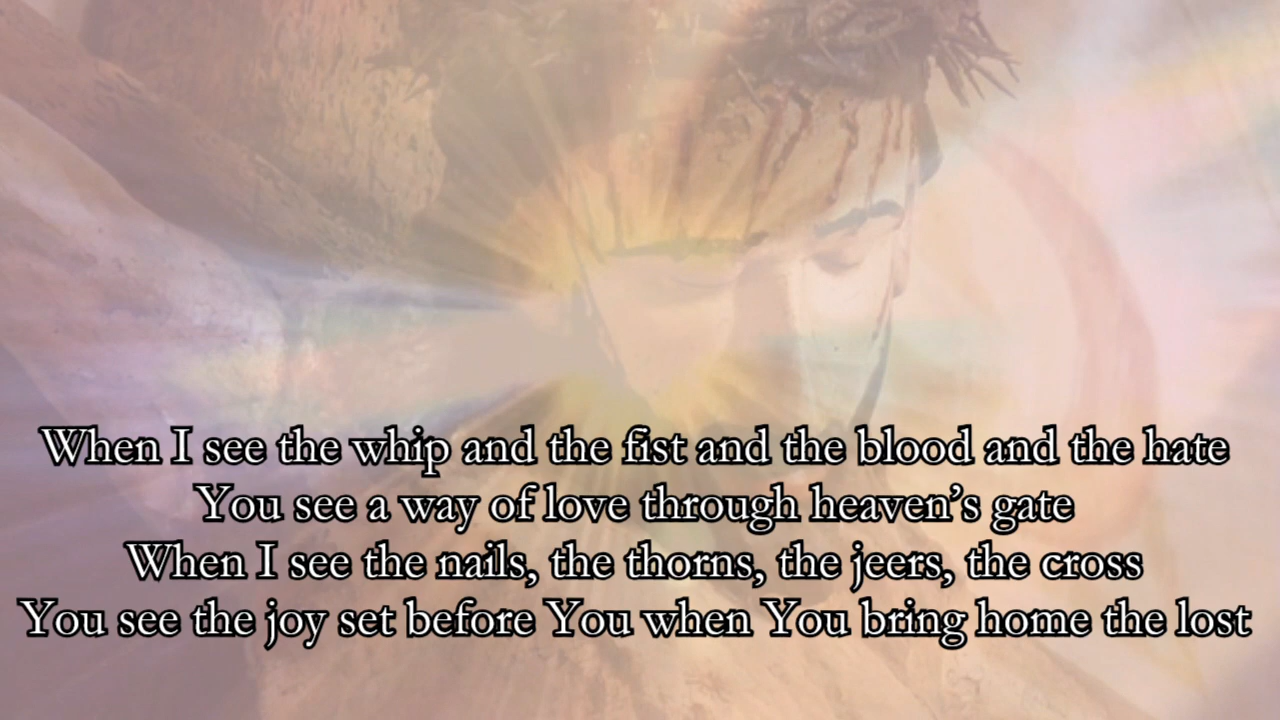 When I see the whip and the fist and the blood and the hate
You see a way of love through heaven’s gate
When I see the nails, the thorns, the jeers, the cross
You see the joy set before You when You bring home the lost